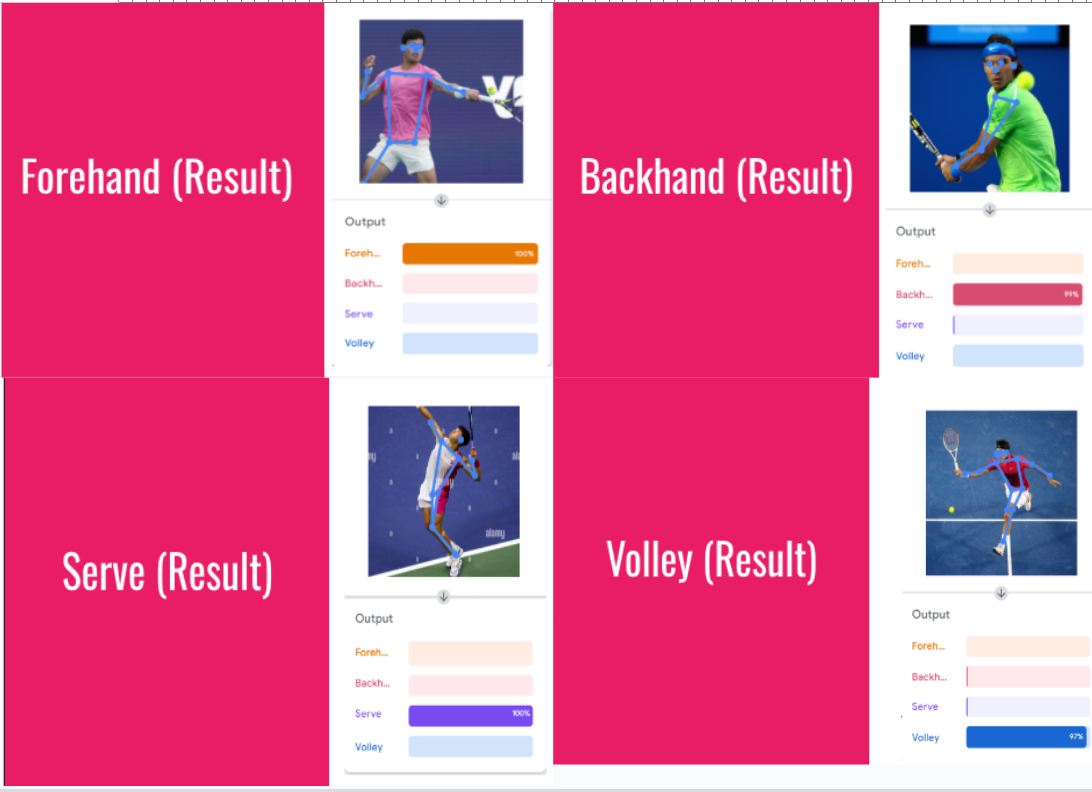 Forehand (Result)
Output
Foreh...
100%
Backh...
Serve
Volley
Backhand (Result)
Output
Foreh...
Backh...
99%
Serve
Volley
Serve (Result)
alamy
Output
Foreh...
Backh...
Serve
100%
Volley
Volley (Result)
Output
Foreh...
Backh...
Serve
Volley
97%